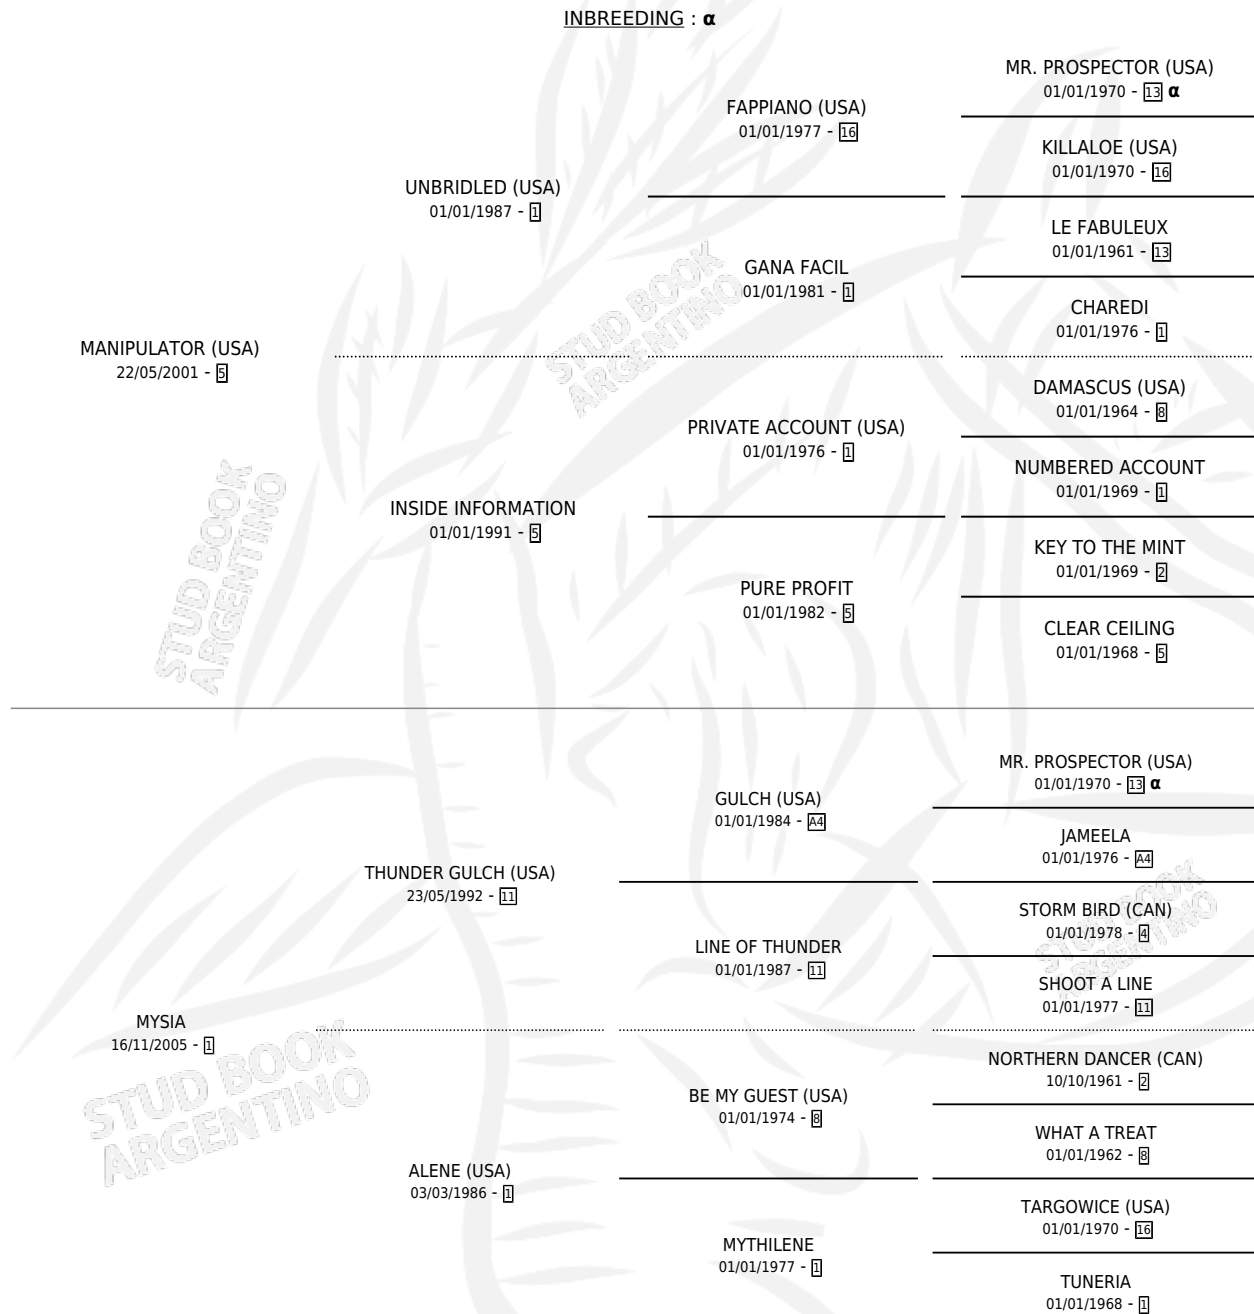 INBREEDING : α
MR. PROSPECTOR (USA)
01/01/1970 - 13 α
FAPPIANO (USA)
01/01/1977 - 16
KILLALOE (USA)
01/01/1970 - 16
UNBRIDLED (USA)
01/01/1987 - 1
LE FABULEUX
01/01/1961 - 13
GANA FACIL
01/01/1981 - 1
CHAREDI
01/01/1976 - 1
MANIPULATOR (USA)
22/05/2001 - 5
DAMASCUS (USA)
01/01/1964 - 8
PRIVATE ACCOUNT (USA)
01/01/1976 - 1
NUMBERED ACCOUNT
01/01/1969 - 1
INSIDE INFORMATION
01/01/1991 - 5
KEY TO THE MINT
01/01/1969 - 2
PURE PROFIT
01/01/1982 - 5
CLEAR CEILING
01/01/1968 - 5
MR. PROSPECTOR (USA)
01/01/1970 - 13 α
GULCH (USA)
01/01/1984 - A4
JAMEELA
01/01/1976 - A4
THUNDER GULCH (USA)
23/05/1992 - 11
STORM BIRD (CAN)
01/01/1978 - 4
LINE OF THUNDER
01/01/1987 - 11
SHOOT A LINE
01/01/1977 - 11
MYSIA
16/11/2005 - 1
NORTHERN DANCER (CAN)
10/10/1961 - 2
BE MY GUEST (USA)
01/01/1974 - 8
WHAT A TREAT
01/01/1962 - 8
ALENE (USA)
03/03/1986 - 1
TARGOWICE (USA)
01/01/1970 - 16
MYTHILENE
01/01/1977 - 1
TUNERIA
01/01/1968 - 1
STUD BOOK
ARGENTINO
STUD BOOK
ARGENTINO
STUD BOOK
ARGENTINO
STUD BOOK
ARGENTINO